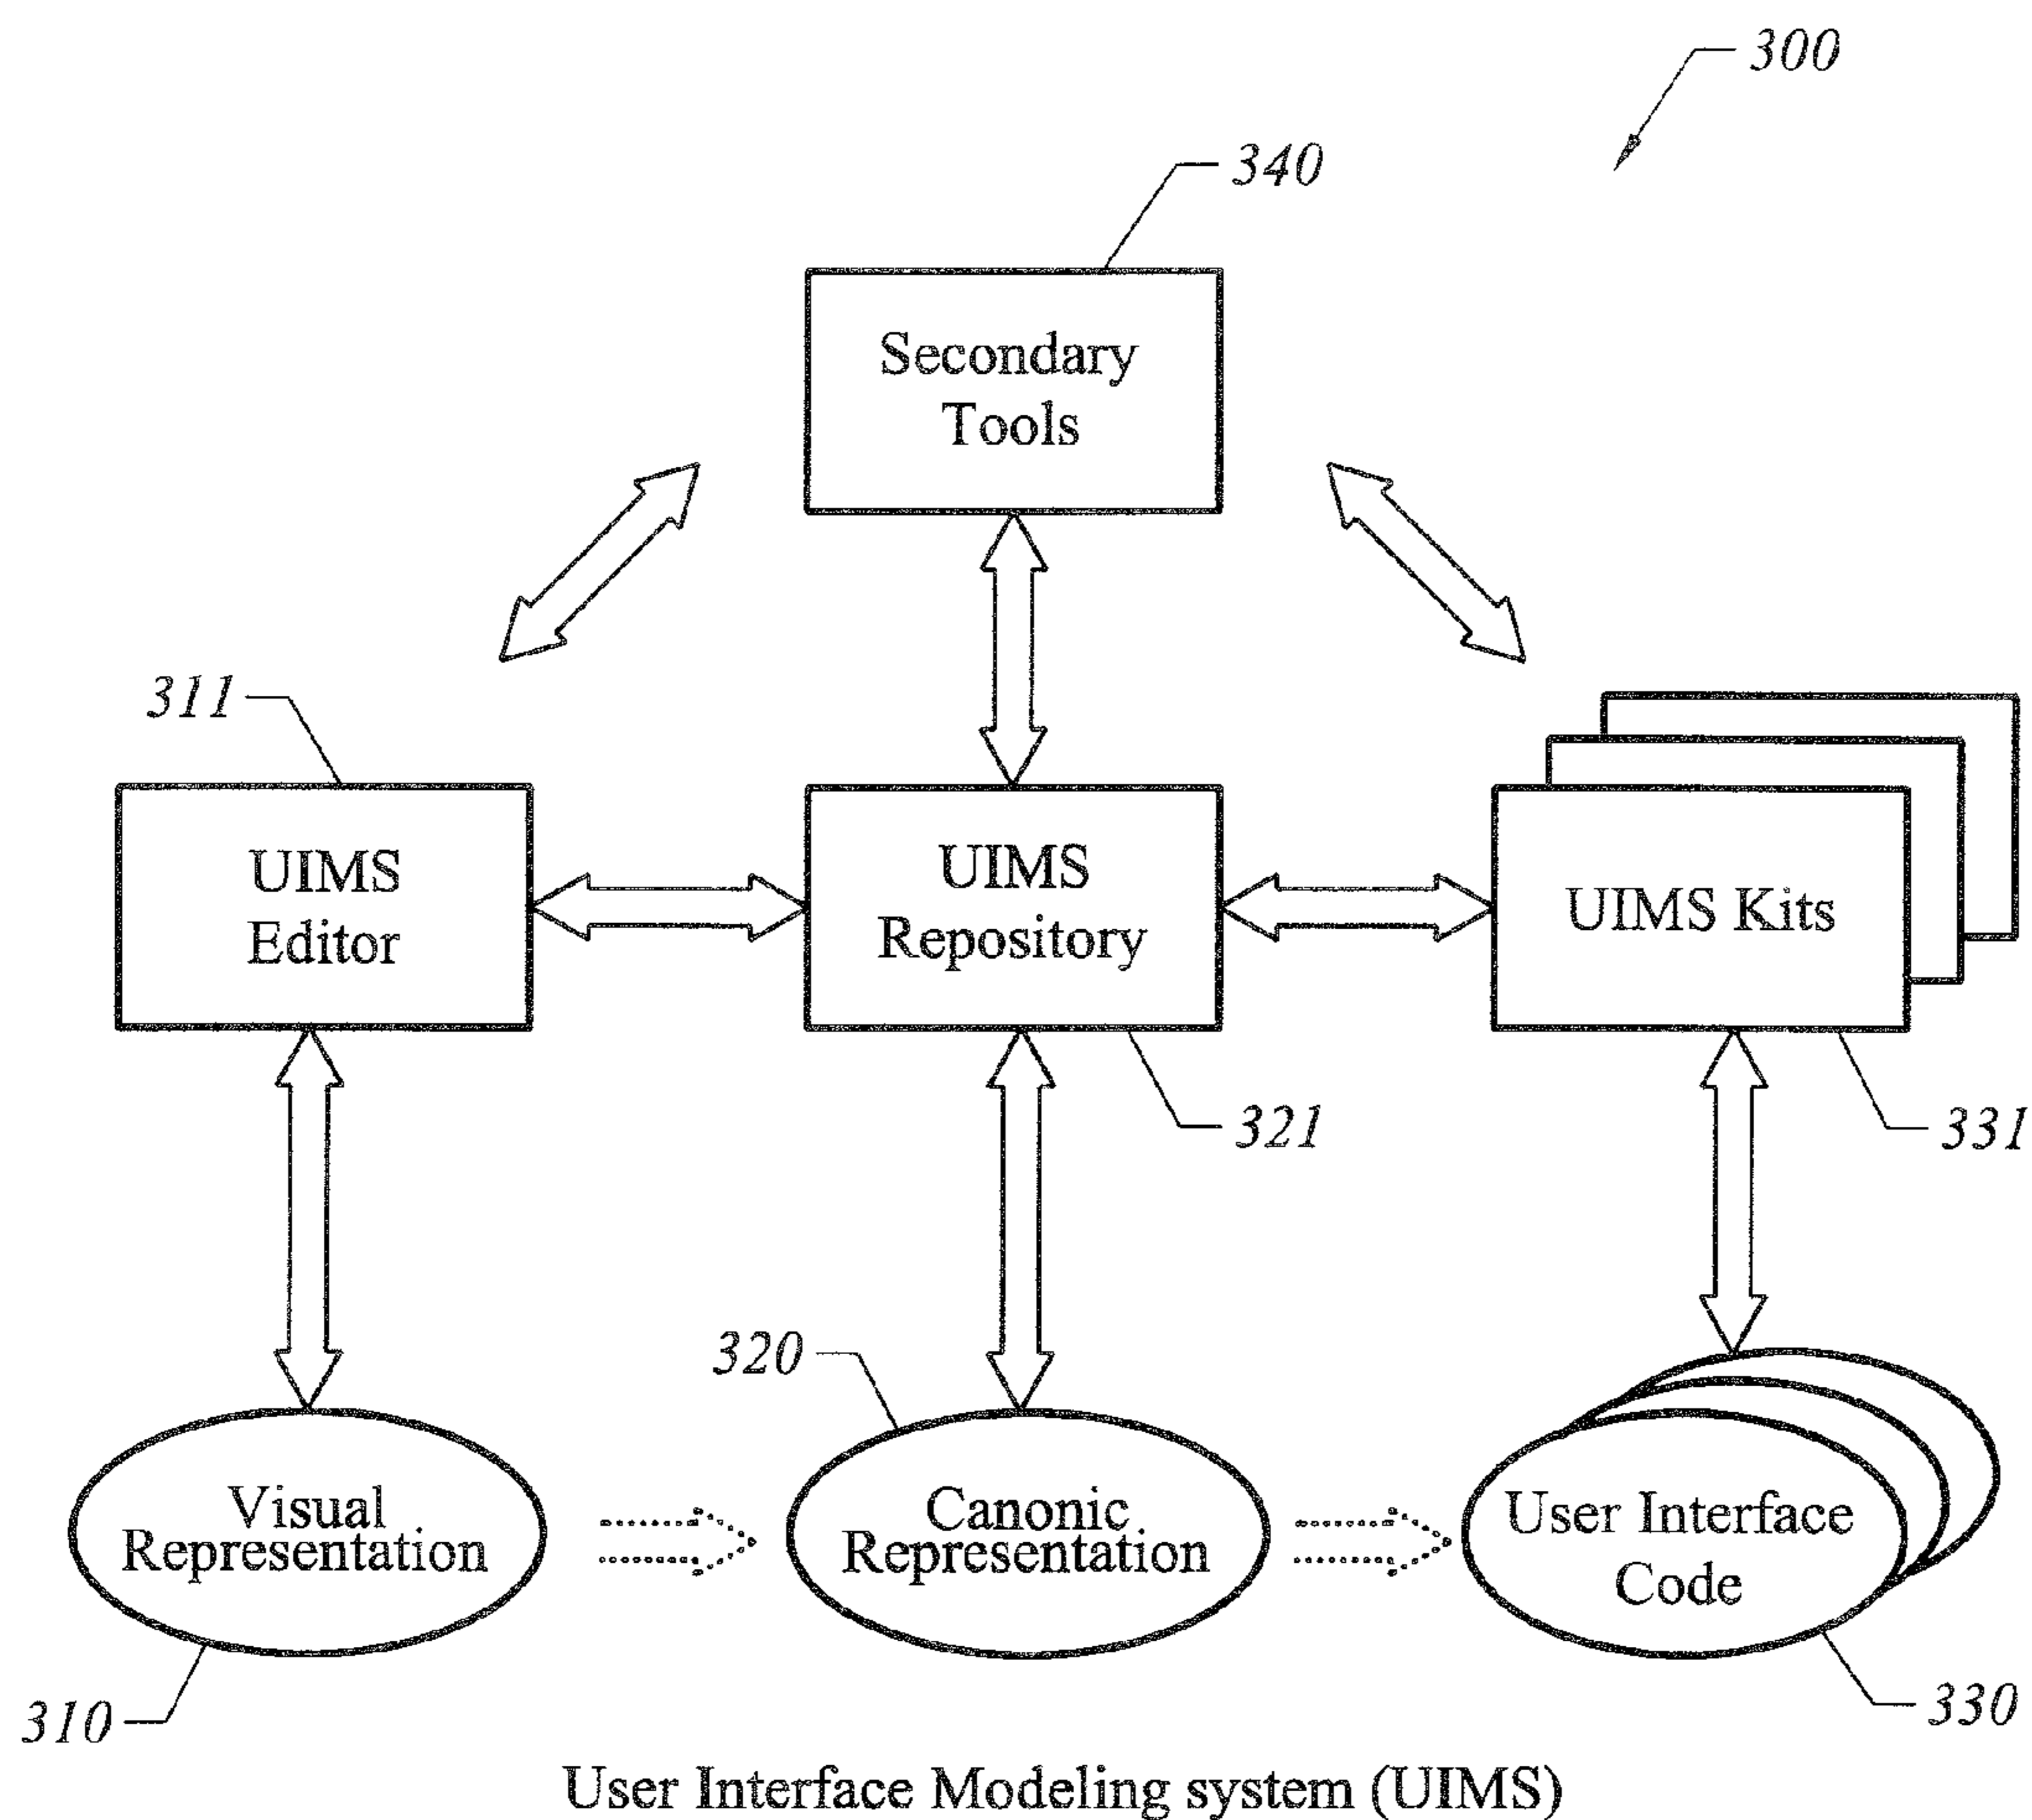 300
340
Secondary
Tools
311
UIMS
Editor
UIMS
Repository
UIMS Kits
321
331
320
Visual
Representation
Canonic
Representation
User Interface
Code
310
330
User Interface Modeling system (UIMS)